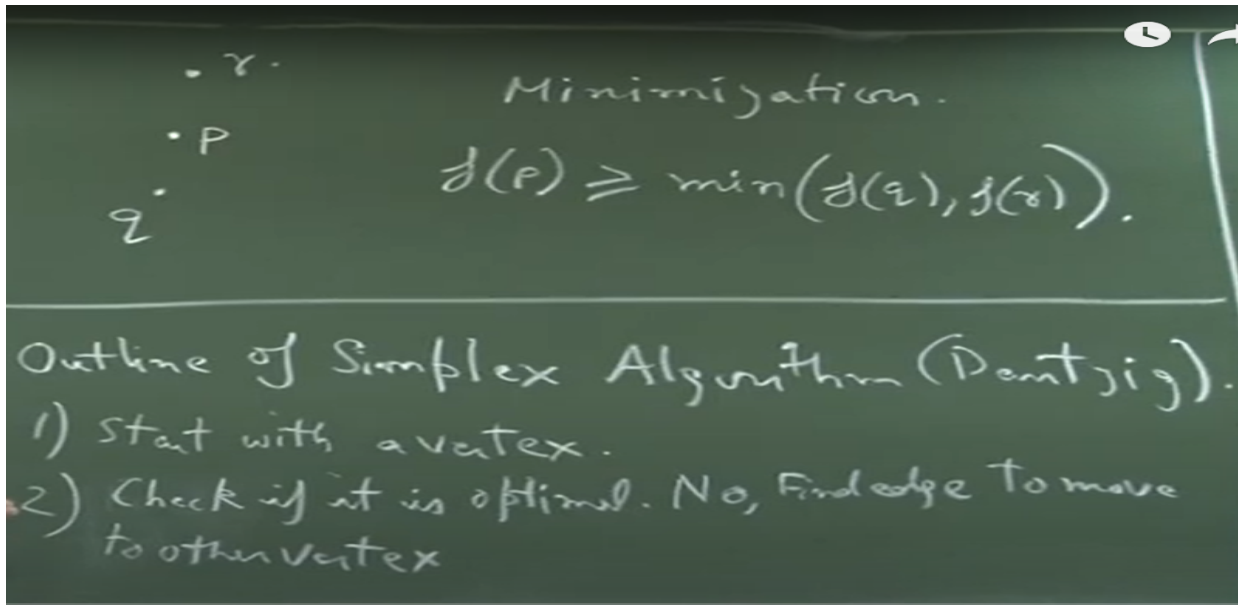 r.
Minimization.
P
f(p) ≥ min(f(q), f(r)).
q
Outline of Simplex Algorithm (Dantzig).
1) Start with a vertex.
2) Check if it is optimal. No, Find edge to move
to other vertex